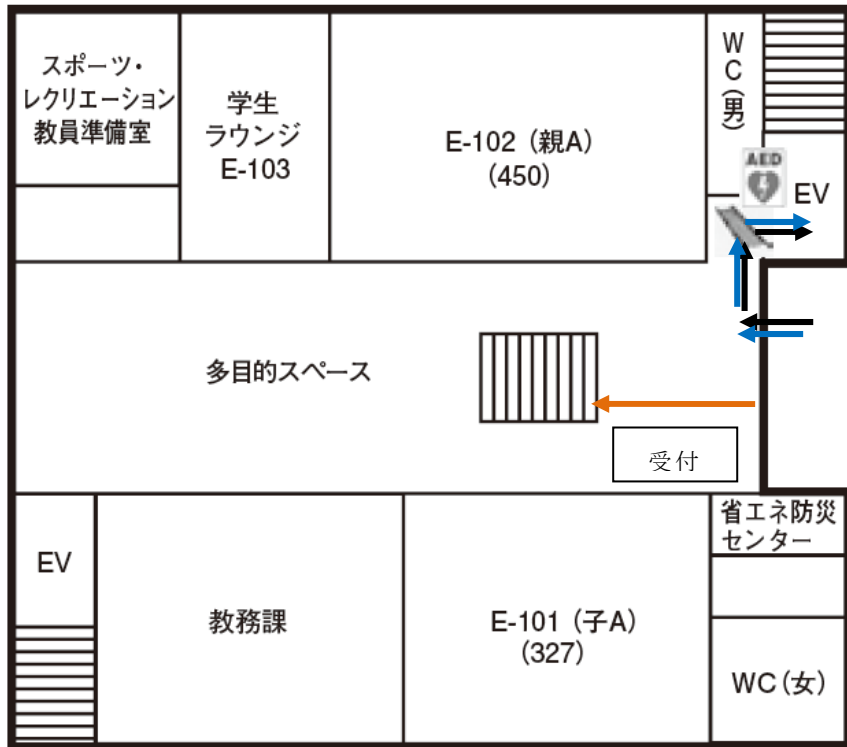 スポーツ・
レクリエーション
教員準備室
学生
ラウンジ
E-103
E-102（親A）
(450)
WC(男)
AED
EV
多目的スペース
受付
EV
教務課
E-101（子A）
(327)
省エネ防災
センター
WC(女)